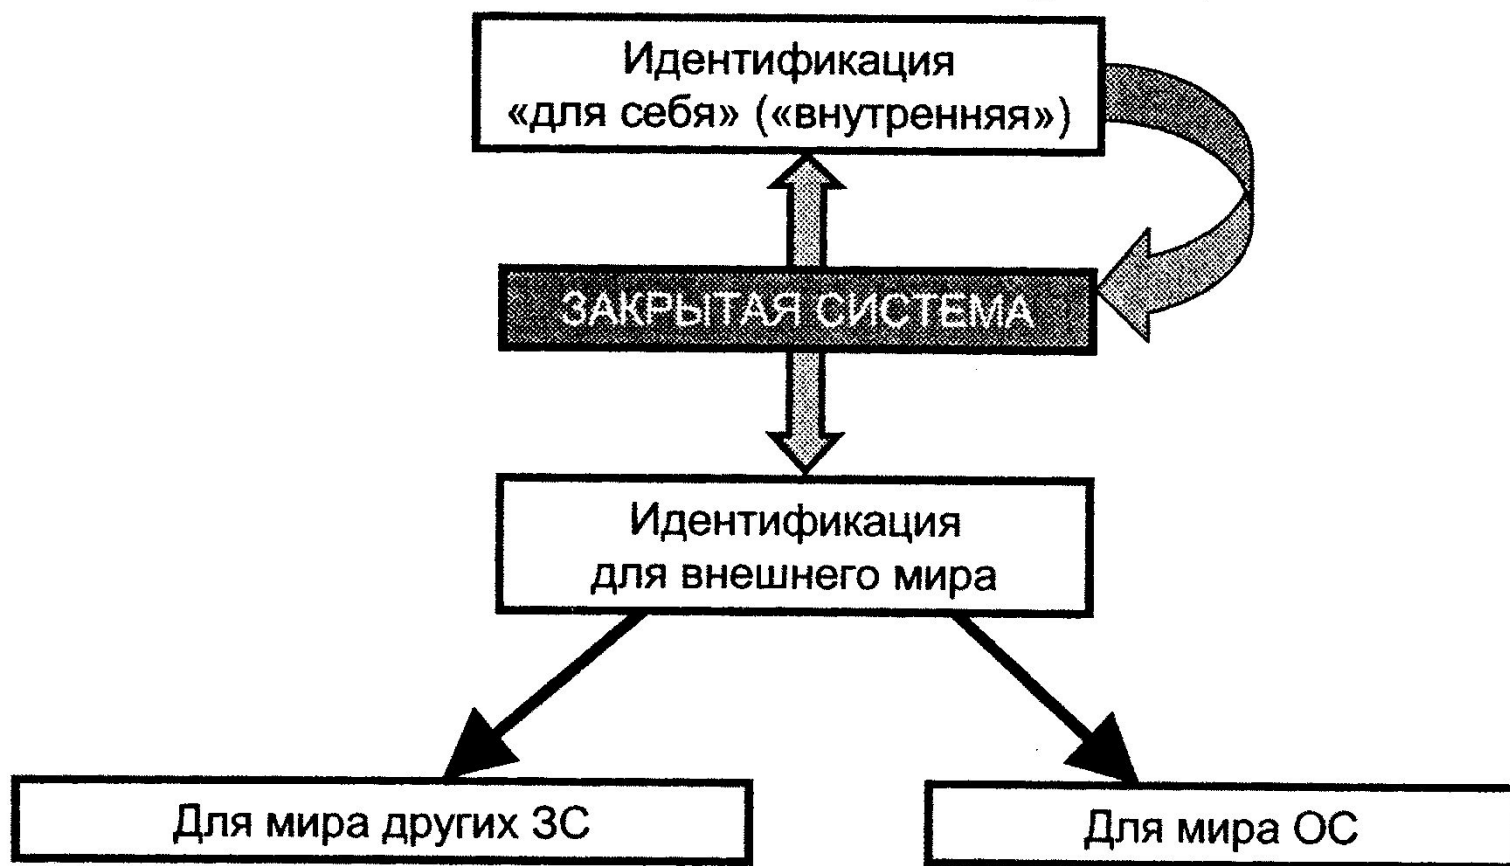 Идентификация
«для себя» («внутренняя»)
ЗАКРЫТАЯ СИСТЕМА
Идентификация
для внешнего мира
Для мира других ЗС
Для мира ОС